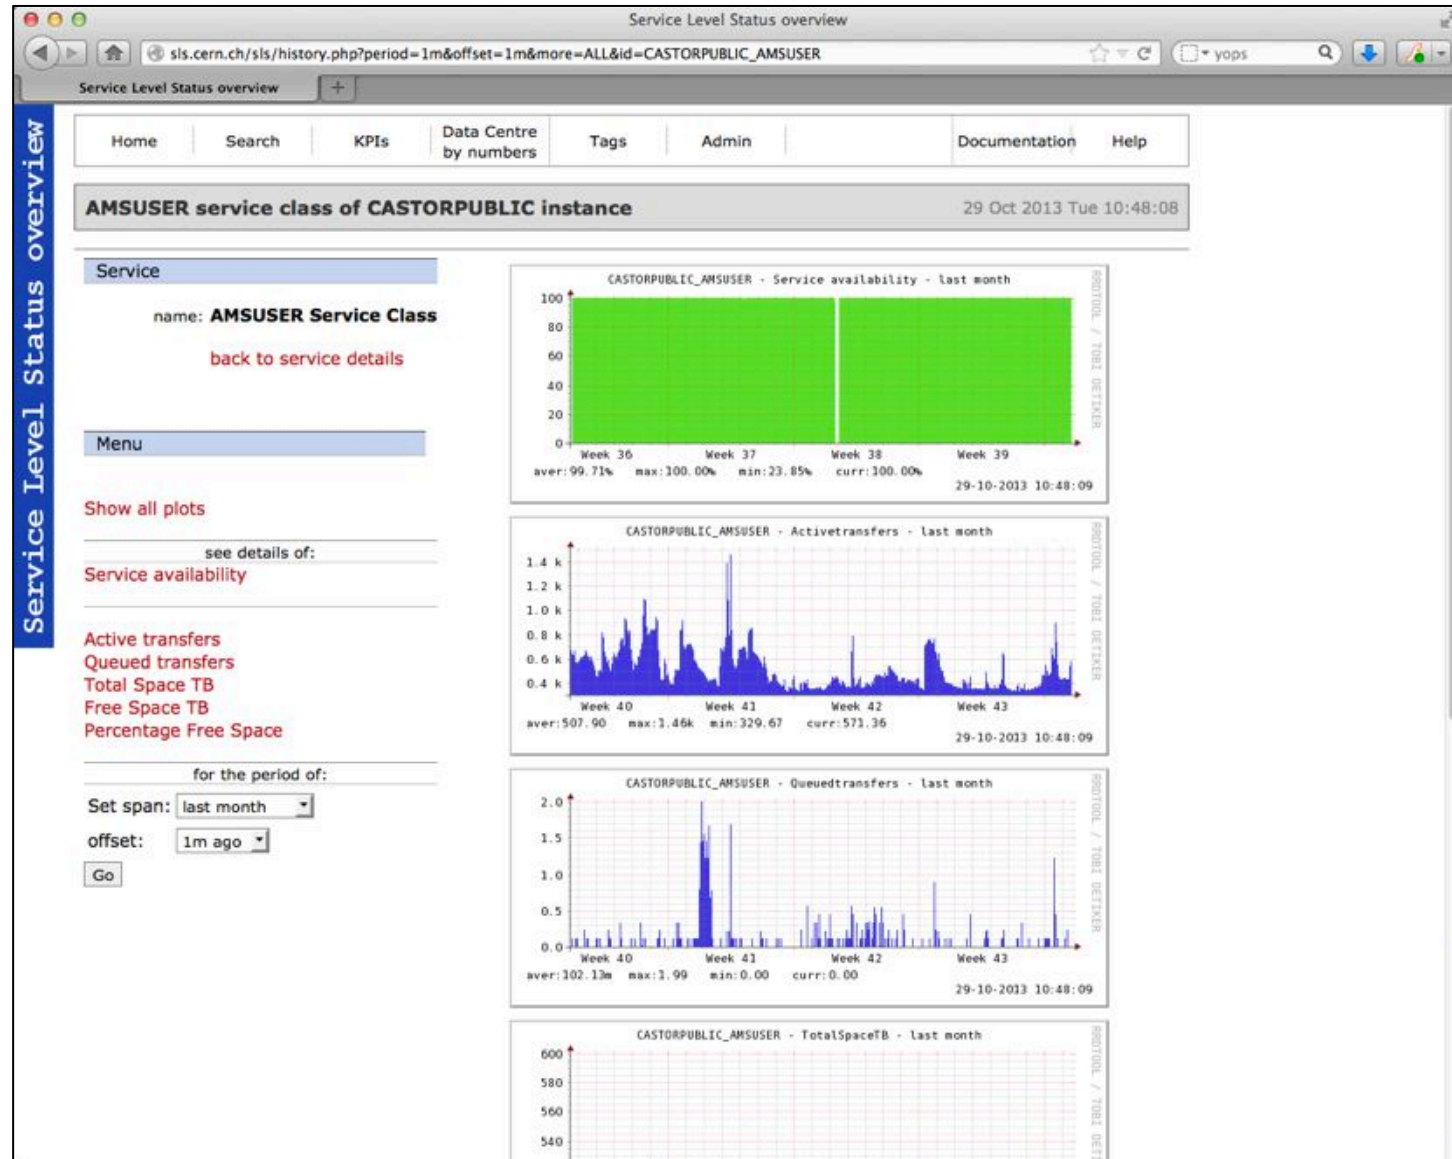 Service Level Status overview
sls.cern.ch/sls/history.php?period=1m&offset=1m&more=ALL&id=CASTORPUBLIC_AMSUSER
yops
Service Level Status overview
Service Level Status overview
Home Search KPIs Data Centre by numbers Tags Admin Documentation Help
AMSUSER service class of CASTORPUBLIC instance 29 Oct 2013 Tue 10:48:08
Service
name: AMSUSER Service Class
back to service details
Menu
Show all plots
see details of:
Service availability
Active transfers
Queued transfers
Total Space TB
Free Space TB
Percentage Free Space
for the period of:
Set span: last month
offset: 1m ago
Go
CASTORPUBLIC_AMSUSER - Service availability - last month
100
80
60
40
20
0
Week 36 Week 37 Week 38 Week 39
aver:99.71% max:100.00% min:23.85% curr:100.00%
29-10-2013 10:48:09
RRDTOOL / TOBI OETIKER
CASTORPUBLIC_AMSUSER - Activetransfers - last month
1.4 k
1.2 k
1.0 k
0.8 k
0.6 k
0.4 k
Week 40 Week 41 Week 42 Week 43
aver:507.90 max:1.46k min:329.67 curr:571.36
29-10-2013 10:48:09
RRDTOOL / TOBI OETIKER
CASTORPUBLIC_AMSUSER - Queuedtransfers - last month
2.0
1.5
1.0
0.5
0.0
Week 40 Week 41 Week 42 Week 43
aver:102.13m max:1.99 min:0.00 curr:0.00
29-10-2013 10:48:09
RRDTOOL / TOBI OETIKER
CASTORPUBLIC_AMSUSER - TotalSpaceTB - last month
600
580
560
540
RRDTOOL / TOBI